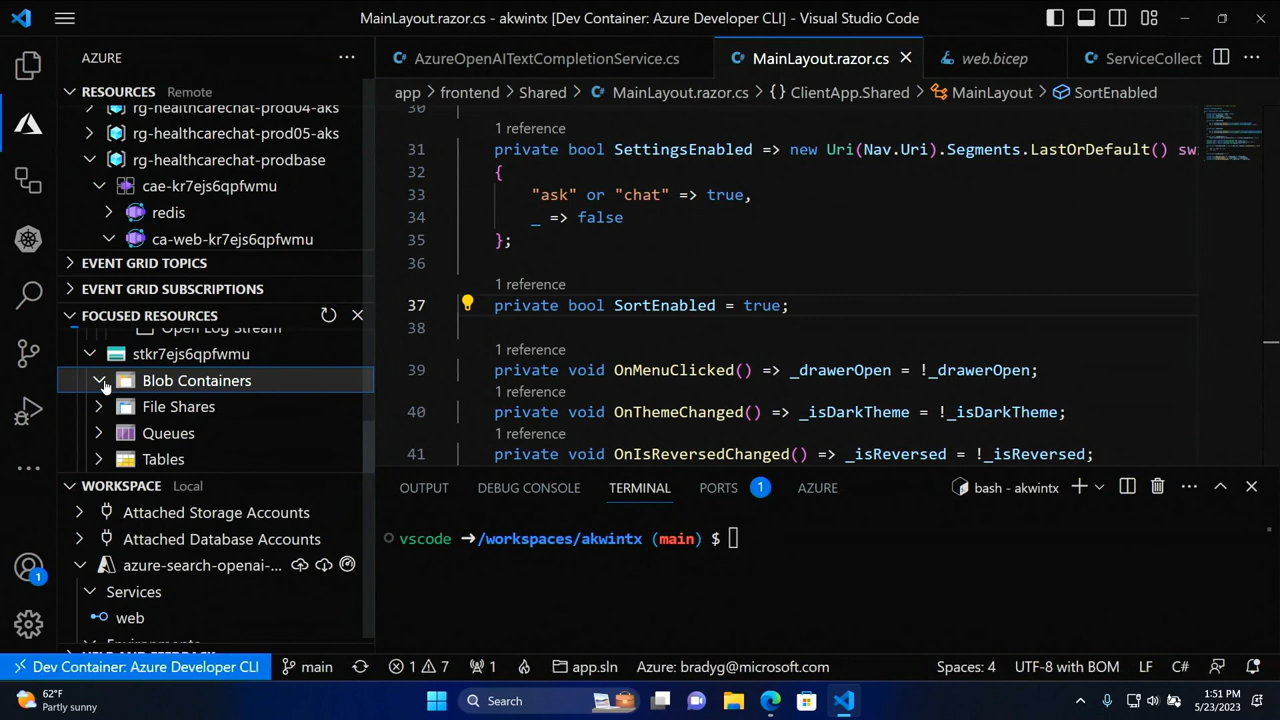 MainLayout.razor.cs - akwintx [Dev Container: Azure Developer CLI] - Visual Studio Code
AZURE
RESOURCES Remote
rg-healthcarechat-prod04-aks
rg-healthcarechat-prod05-aks
rg-healthcarechat-prodbase
cae-kr7ejs6qpfwmu
redis
ca-web-kr7ejs6qpfwmu
EVENT GRID TOPICS
EVENT GRID SUBSCRIPTIONS
FOCUSED RESOURCES
Open Log Stream
stkr7ejs6qpfwmu
Blob Containers
File Shares
Queues
Tables
WORKSPACE Local
Attached Storage Accounts
Attached Database Accounts
azure-search-openai-...
Services
web
Environments
AzureOpenAITextCompletionService.cs MainLayout.razor.cs web.bicep ServiceCollect
app frontend Shared MainLayout.razor.cs {} ClientApp.Shared MainLayout SortEnabled
30
1 reference
31 private bool SettingsEnabled => new Uri(Nav.Uri).Segments.LastOrDefault() sw
32 {
33 "ask" or "chat" => true,
34 _ => false
35 };
36
1 reference
37 private bool SortEnabled = true;
38
1 reference
39 private void OnMenuClicked() => _drawerOpen = !_drawerOpen;
1 reference
40 private void OnThemeChanged() => _isDarkTheme = !_isDarkTheme;
1 reference
41 private void OnIsReversedChanged() => _isReversed = !_isReversed;
OUTPUT DEBUG CONSOLE TERMINAL PORTS 1 AZURE bash - akwintx
vscode ➜/workspaces/akwintx (main) $
1
Dev Container: Azure Developer CLI main 1 7 1 app.sln Azure: bradyg@microsoft.com Spaces: 4 UTF-8 with BOM LF C#
62°F
Partly sunny
Search
1:51 PM
5/23/2023